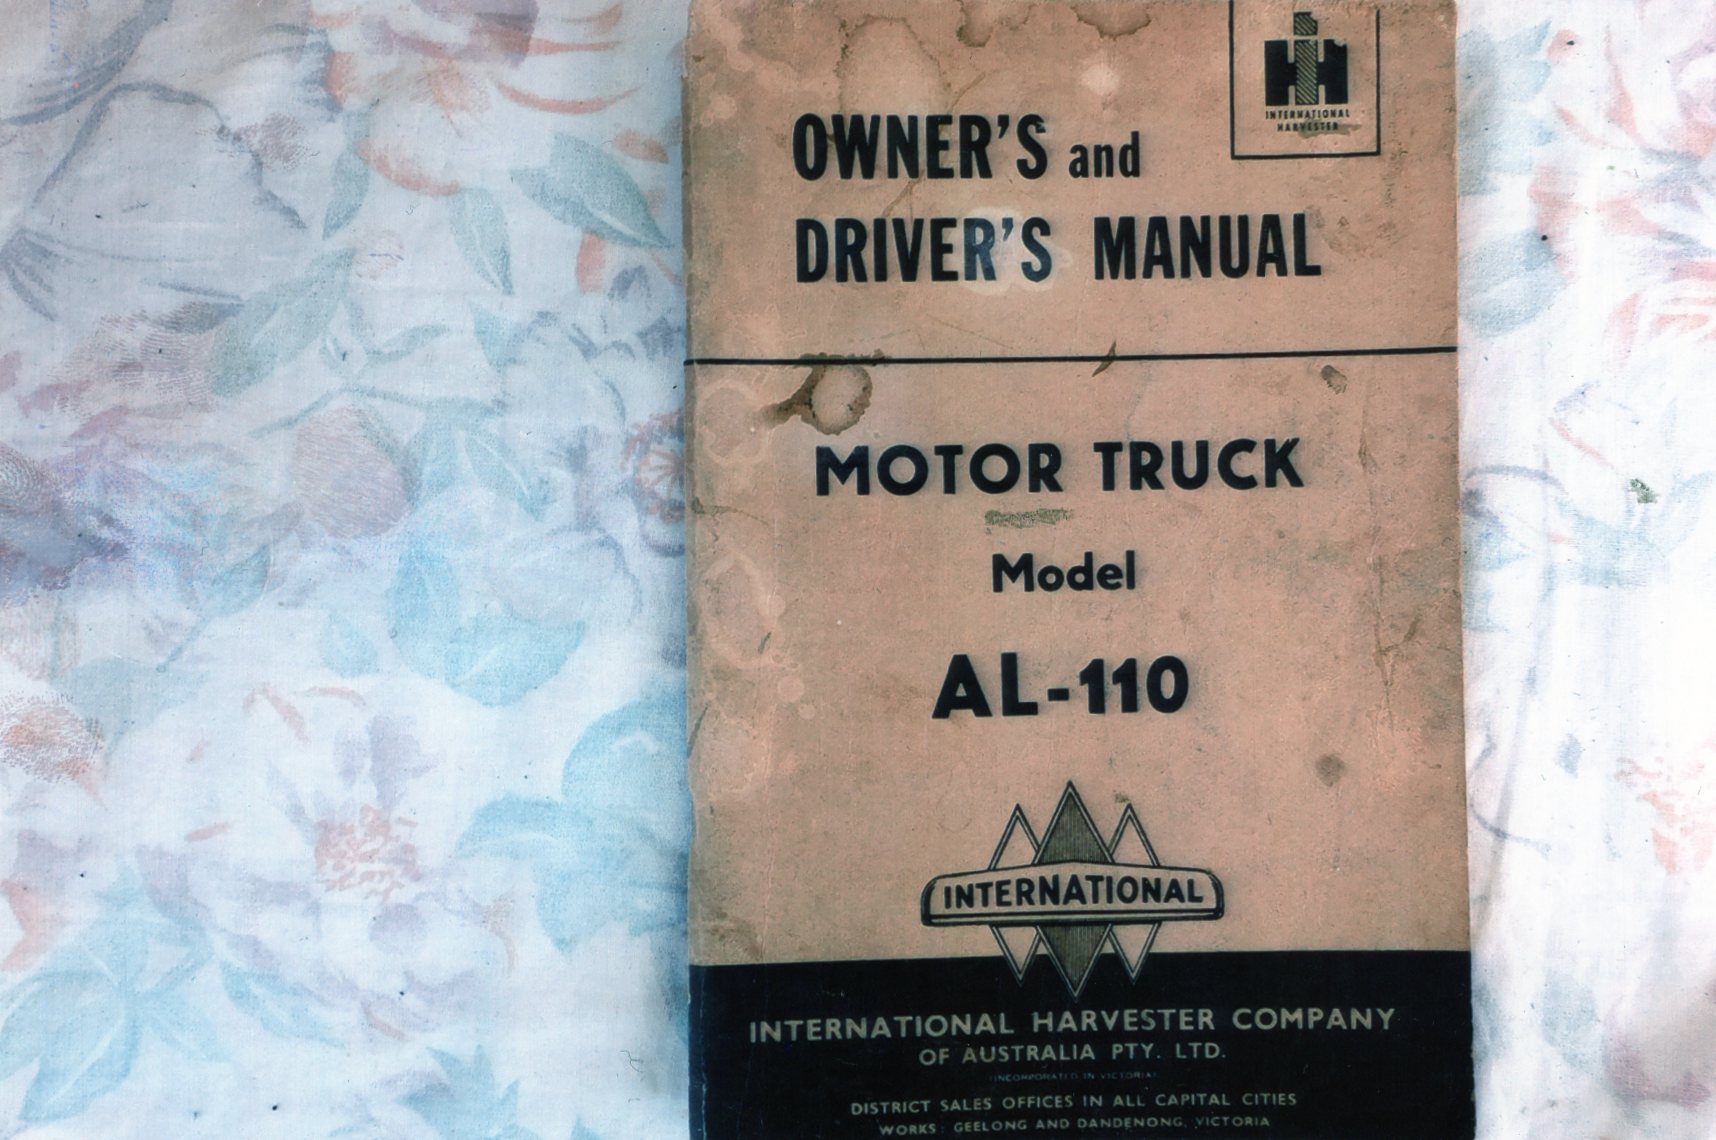 INTERNATIONAL
HARVESTER
OWNER'S and
DRIVER'S MANUAL
MOTOR TRUCK
Model
AL-110
INTERNATIONAL
INTERNATIONAL HARVESTER COMPANY
OF AUSTRALIA PTY. LTD.
(INCORPORATED IN VICTORIA)
DISTRICT SALES OFFICES IN ALL CAPITAL CITIES
WORKS: GEELONG AND DANDENONG, VICTORIA